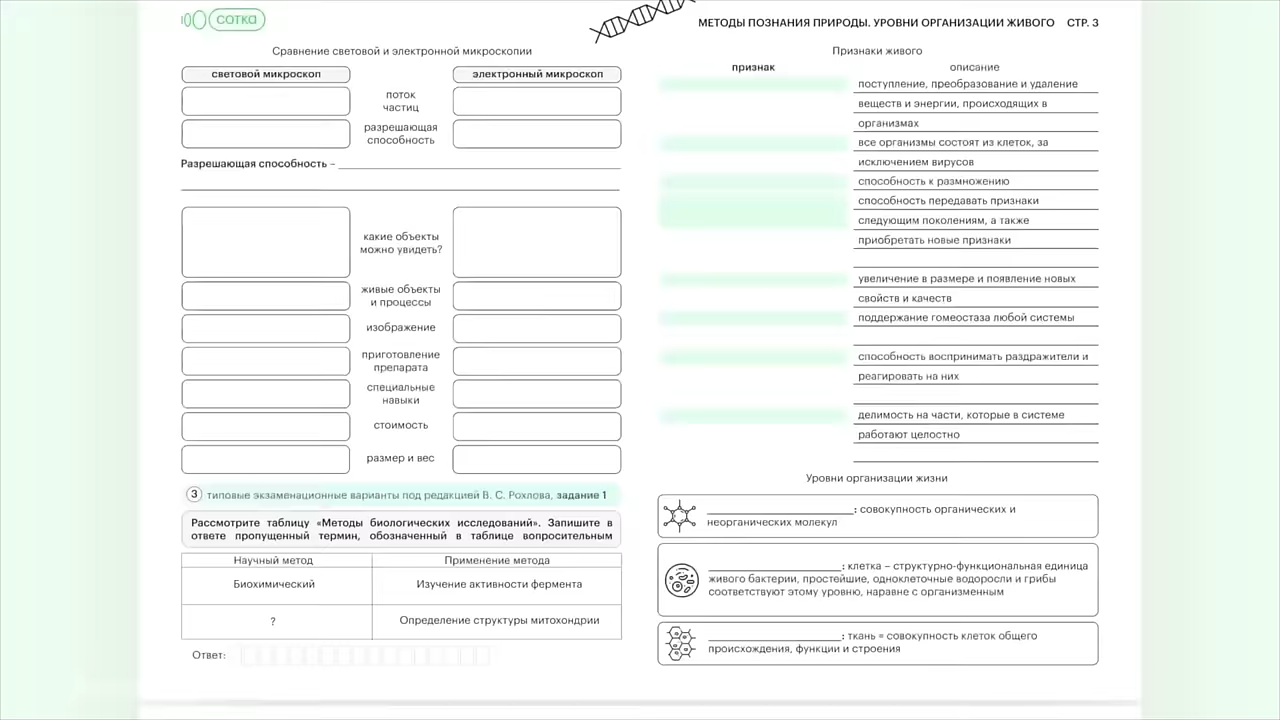 сотка
МЕТОДЫ ПОЗНАНИЯ ПРИРОДЫ. УРОВНИ ОРГАНИЗАЦИИ ЖИВОГО СТР. 3
Сравнение световой и электронной микроскопии
световой микроскоп
электронный микроскоп
поток
частиц
разрешающая
способность
Разрешающая способность –
какие объекты
можно увидеть?
живые объекты
и процессы
изображение
приготовление
препарата
специальные
навыки
стоимость
размер и вес
3 типовые экзаменационные варианты под редакцией В. С. Рохлова, задание 1
Рассмотрите таблицу «Методы биологических исследований». Запишите в
ответе пропущенный термин, обозначенный в таблице вопросительным
Научный метод
Применение метода
Биохимический
Изучение активности фермента
?
Определение структуры митохондрии
Ответ:
Признаки живого
признак
описание
поступление, преобразование и удаление
веществ и энергии, происходящих в
организмах
все организмы состоят из клеток, за
исключением вирусов
способность к размножению
способность передавать признаки
следующим поколениям, а также
приобретать новые признаки
увеличение в размере и появление новых
свойств и качеств
поддержание гомеостаза любой системы
способность воспринимать раздражители и
реагировать на них
делимость на части, которые в системе
работают целостно
Уровни организации жизни
: совокупность органических и
неорганических молекул
: клетка – структурно-функциональная единица
живого бактерии, простейшие, одноклеточные водоросли и грибы
соответствуют этому уровню, наравне с организменным
: ткань = совокупность клеток общего
происхождения, функции и строения